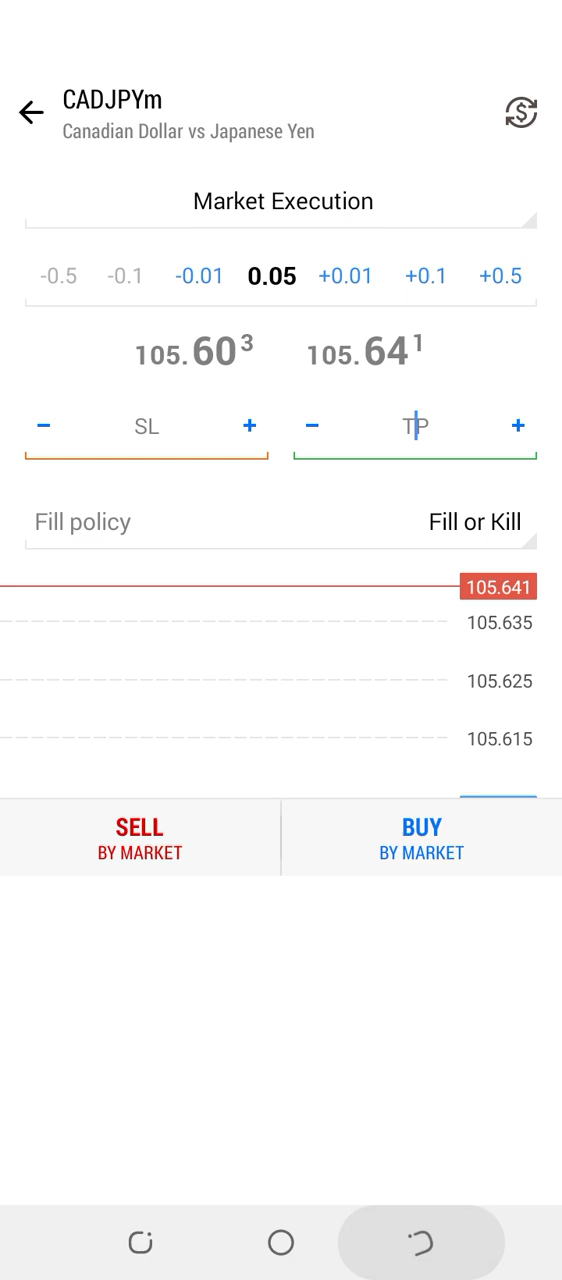 CADJPYm
Canadian Dollar vs Japanese Yen
Market Execution
-0.5 -0.1 -0.01 0.05 +0.01 +0.1 +0.5
105.603 105.641
- SL + - TP +
Fill policy Fill or Kill
105.641
105.635
105.625
105.615
SELL BUY
BY MARKET BY MARKET